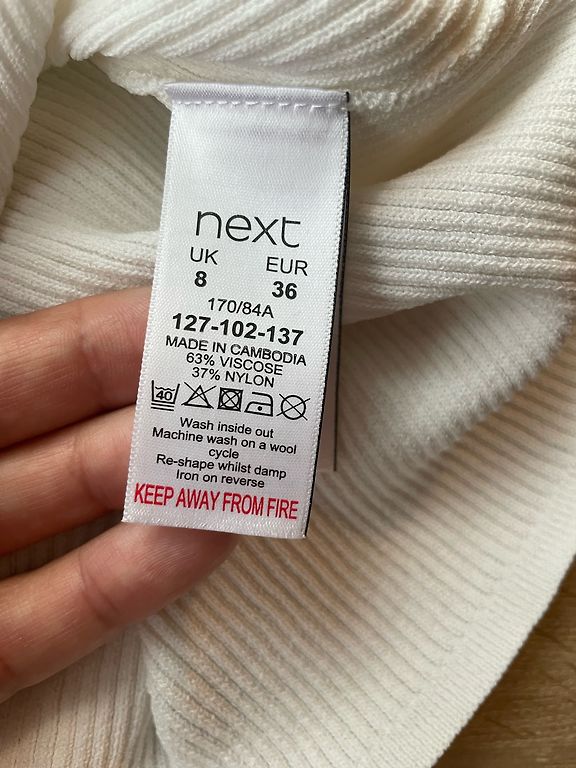 next
UK EUR
8 36
170/84A
127-102-137
MADE IN CAMBODIA
63% VISCOSE
37% NYLON
40
Wash inside out
Machine wash on a wool
cycle
Re-shape whilst damp
Iron on reverse
KEEP AWAY FROM FIRE